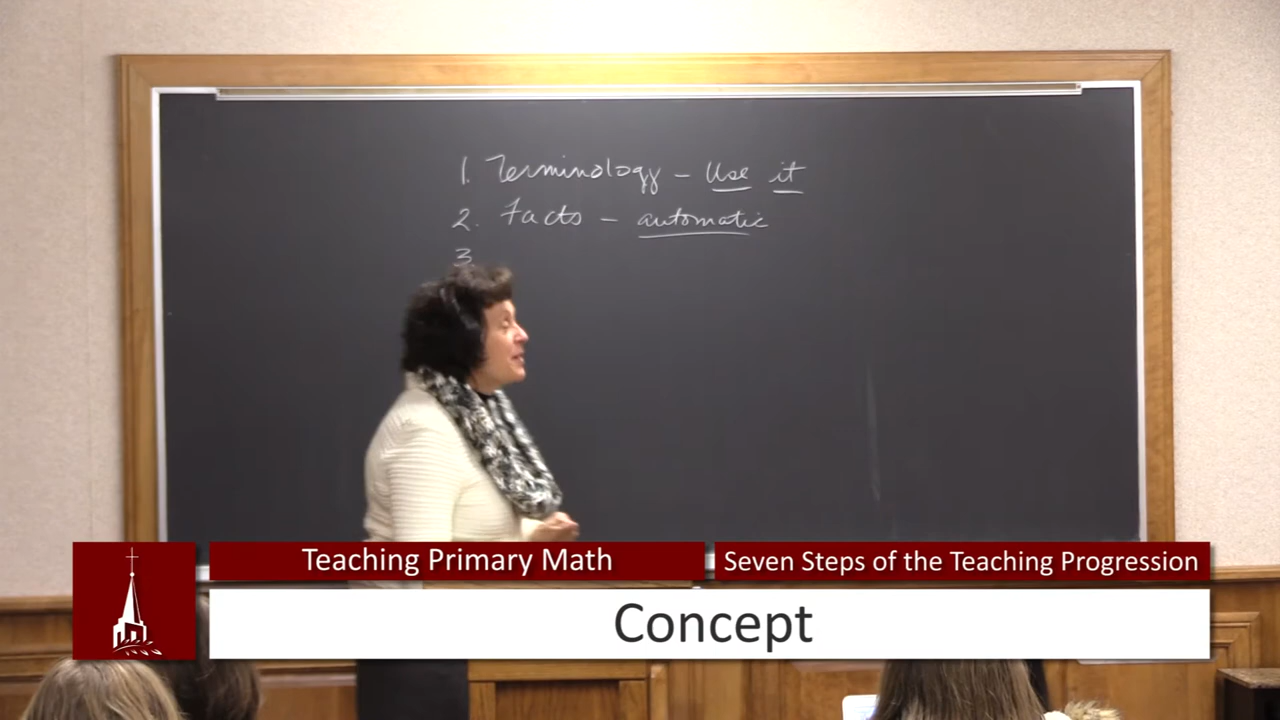 1. Terminology – Use it
2. Facts – automatic
3.
Teaching Primary Math
Seven Steps of the Teaching Progression
Concept